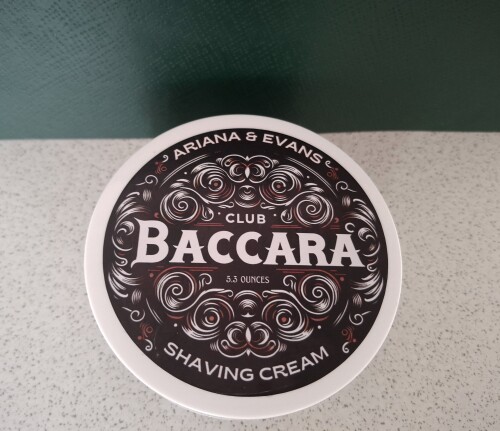 ARIANA & EVANS
CLUB
BACCARA
5.3 OUNCES
SHAVING CREAM